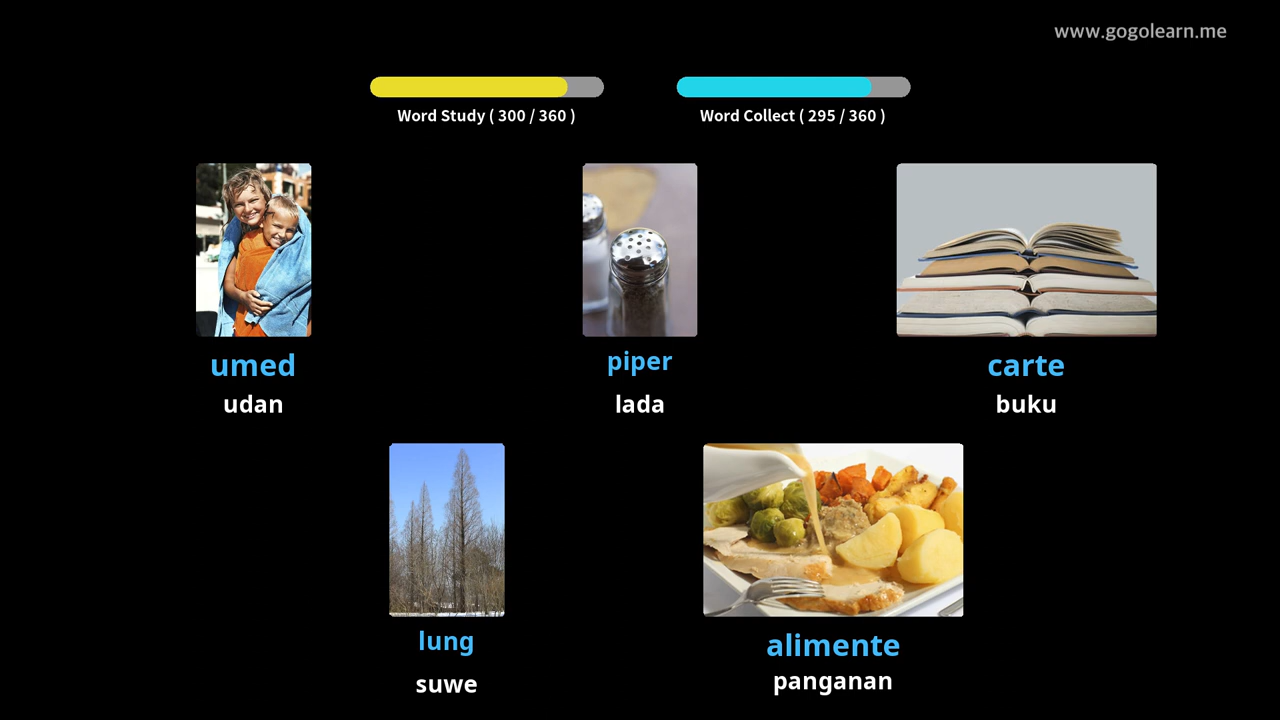 www.gogolearn.me
Word Study ( 300 / 360 )
Word Collect ( 295 / 360 )
umed
udan
piper
lada
carte
buku
lung
suwe
alimente
panganan